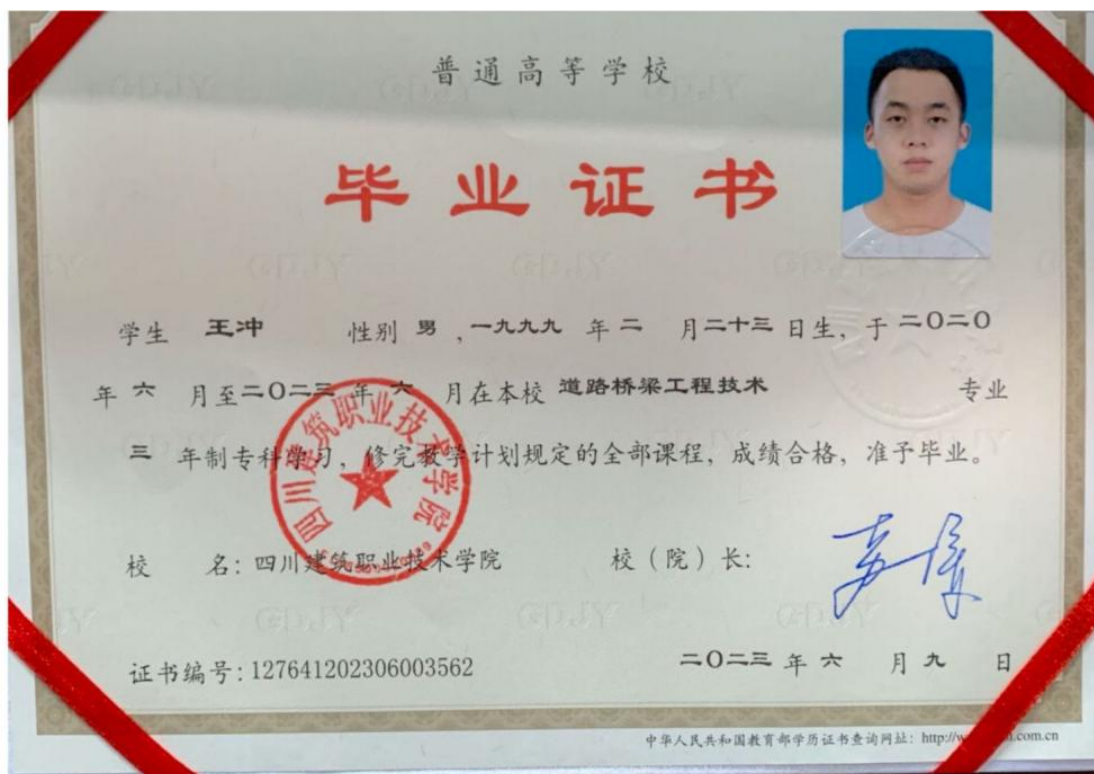 普通高等学校
毕业证书
学生 王冲 性别 男 ,一九九九 年 二 月 二十三 日生, 于 二〇二〇
年 六 月至 二〇二三 年 六 月在本校 道路桥梁工程技术 专业
三 年制专科学习, 修完教学计划规定的全部课程, 成绩合格, 准予毕业。
四川建筑职业技术学院
校 名: 四川建筑职业技术学院 校(院)长:
证书编号: 127641202306003562 二〇二三 年 六 月 九 日
中华人民共和国教育部学历证书查询网址: http://w .com.cn